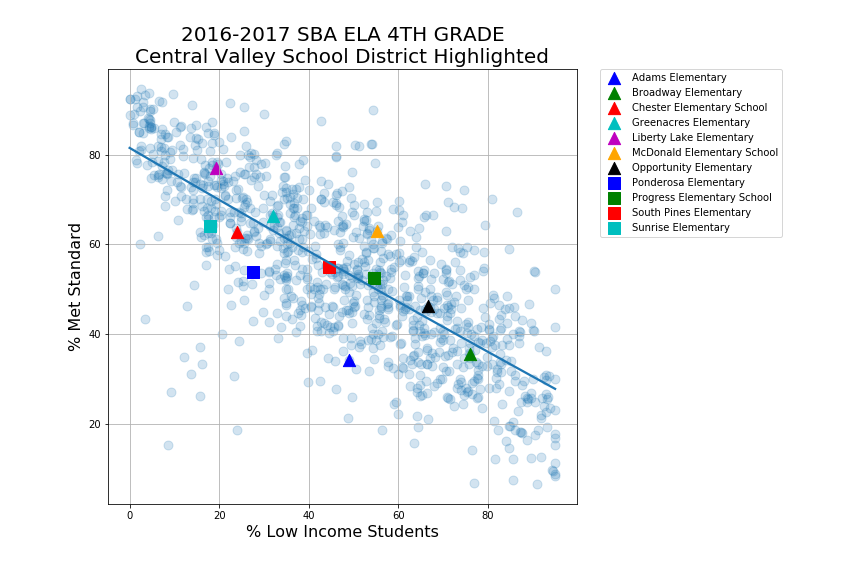 2016-2017 SBA ELA 4TH GRADE
Central Valley School District Highlighted
% Met Standard
80
60
40
20
0 20 40 60 80
% Low Income Students
Adams Elementary
Broadway Elementary
Chester Elementary School
Greenacres Elementary
Liberty Lake Elementary
McDonald Elementary School
Opportunity Elementary
Ponderosa Elementary
Progress Elementary School
South Pines Elementary
Sunrise Elementary